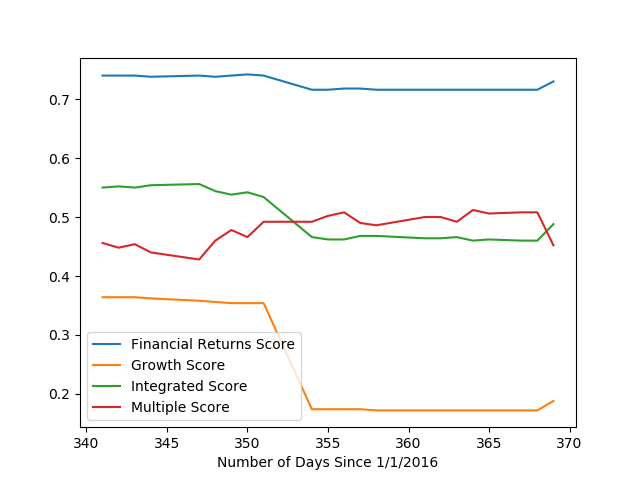 0.7
0.6
0.5
0.4
0.3
0.2
Financial Returns Score
Growth Score
Integrated Score
Multiple Score
340 345 350 355 360 365 370
Number of Days Since 1/1/2016